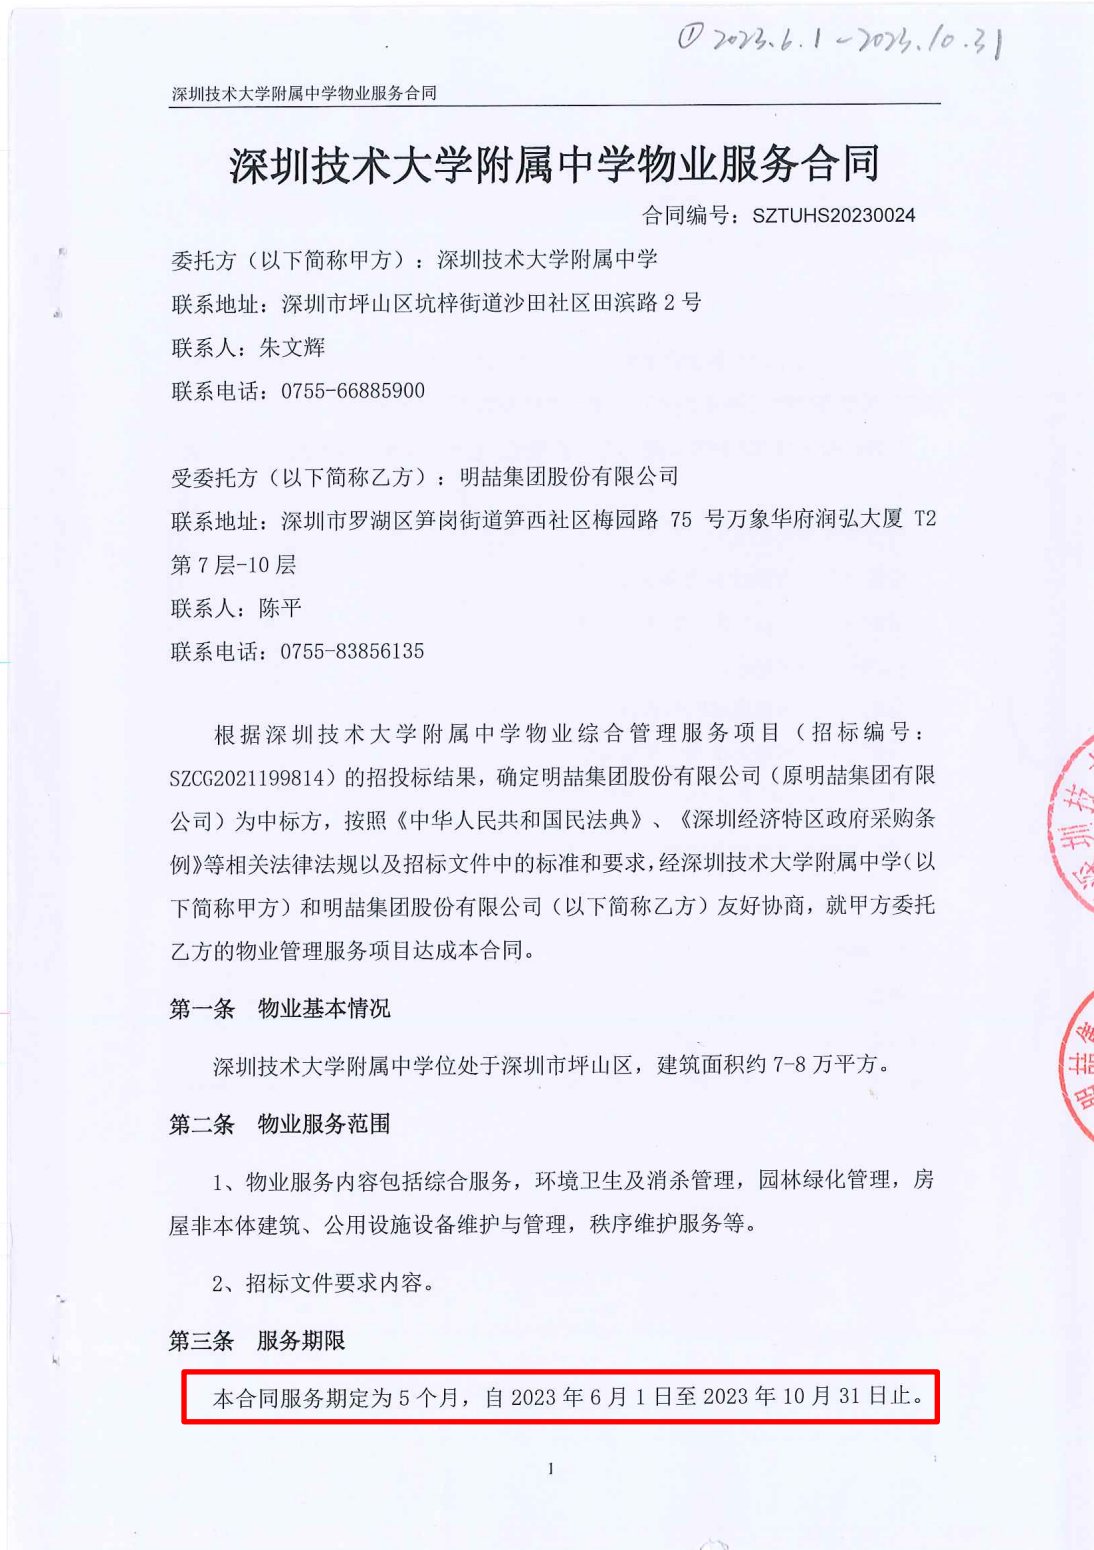 ①2023.6.1-2023.10.31
深圳技术大学附属中学物业服务合同
深圳技术大学附属中学物业服务合同
合同编号：SZTUHS20230024
委托方（以下简称甲方）：深圳技术大学附属中学
联系地址：深圳市坪山区坑梓街道沙田社区田滨路 2 号
联系人：朱文辉
联系电话：0755-66885900
受委托方（以下简称乙方）：明喆集团股份有限公司
联系地址：深圳市罗湖区笋岗街道笋西社区梅园路 75 号万象华府润弘大厦 T2
第 7 层-10 层
联系人：陈平
联系电话：0755-83856135
根据深圳技术大学附属中学物业综合管理服务项目（招标编号：
SZCG2021199814）的招投标结果，确定明喆集团股份有限公司（原明喆集团有限
公司）为中标方，按照《中华人民共和国民法典》、《深圳经济特区政府采购条
例》等相关法律法规以及招标文件中的标准和要求，经深圳技术大学附属中学（以
下简称甲方）和明喆集团股份有限公司（以下简称乙方）友好协商，就甲方委托
乙方的物业管理服务项目达成本合同。
第一条 物业基本情况
深圳技术大学附属中学位处于深圳市坪山区，建筑面积约 7-8 万平方。
第二条 物业服务范围
1、物业服务内容包括综合服务，环境卫生及消杀管理，园林绿化管理，房
屋非本体建筑、公用设施设备维护与管理，秩序维护服务等。
2、招标文件要求内容。
第三条 服务期限
本合同服务期定为 5 个月，自 2023 年 6 月 1 日至 2023 年 10 月 31 日止。
1
深圳技
明喆集